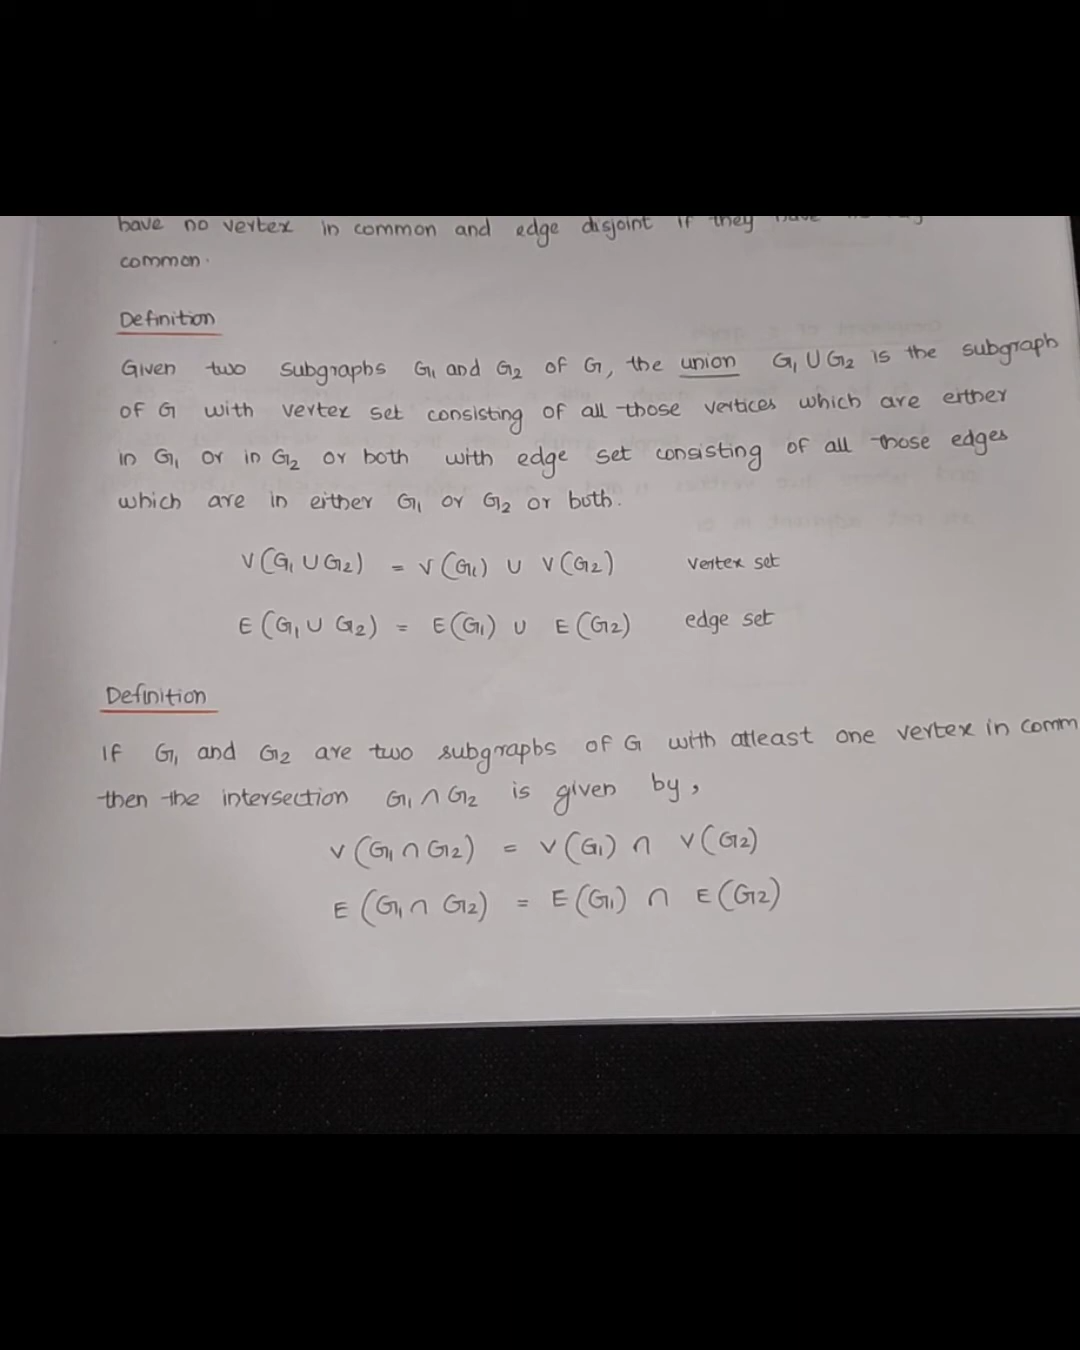 have no vertex in common and edge disjoint if they have
common.
Definition
Given two subgraphs G₁ and G₂ of G, the union G₁ ∪ G₂ is the subgraph
of G with vertex set consisting of all those vertices which are either
in G₁ or in G₂ or both with edge set consisting of all those edges
which are in either G₁ or G₂ or both.
V(G₁ ∪ G₂) = V(G₁) ∪ V(G₂) vertex set
E(G₁ ∪ G₂) = E(G₁) ∪ E(G₂) edge set
Definition
If G₁ and G₂ are two subgraphs of G with atleast one vertex in comm
then the intersection G₁ ∩ G₂ is given by,
V(G₁ ∩ G₂) = V(G₁) ∩ V(G₂)
E(G₁ ∩ G₂) = E(G₁) ∩ E(G₂)